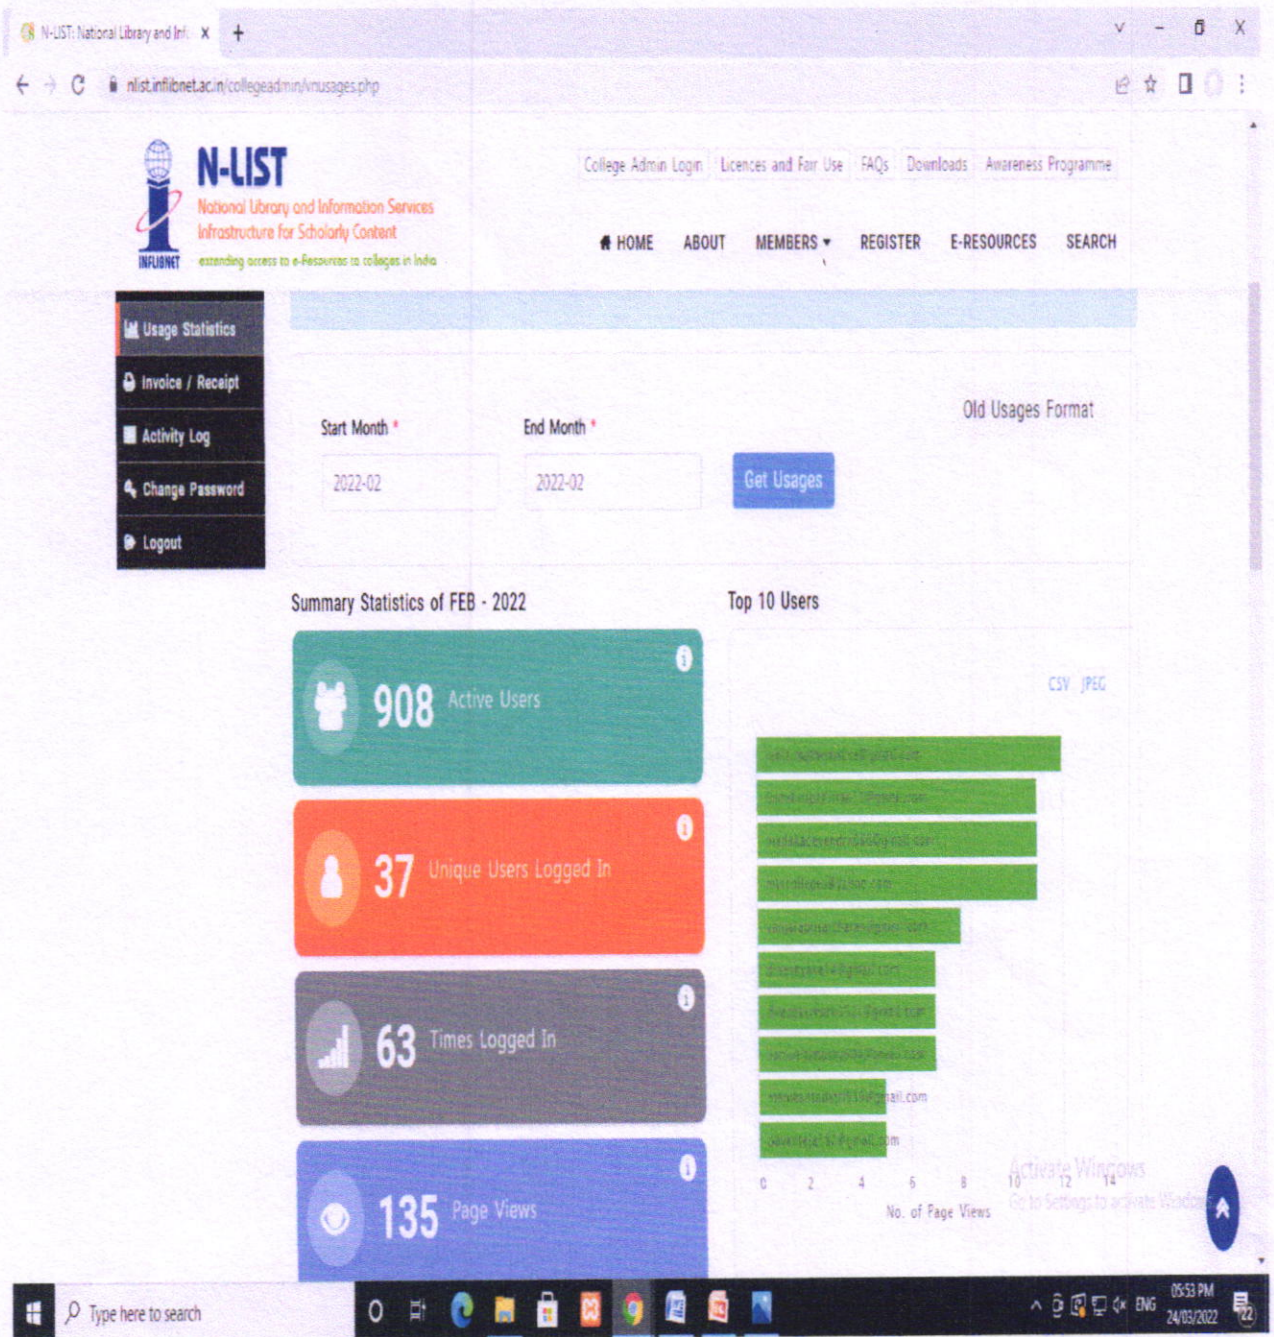 N-LIST: National Library and Inf
nlist.inflibnet.ac.in/collegeadmin/vnusages.php
N-LIST
National Library and Information Services
Infrastructure for Scholarly Content
extending access to e-Resources to colleges in India
INFLIBNET
College Admin Login Licences and Fair Use FAQs Downloads Awareness Programme
HOME ABOUT MEMBERS REGISTER E-RESOURCES SEARCH
Usage Statistics
Invoice / Receipt
Activity Log
Change Password
Logout
Old Usages Format
Start Month * End Month *
2022-02 2022-02 Get Usages
Summary Statistics of FEB - 2022
908 Active Users
37 Unique Users Logged In
63 Times Logged In
135 Page Views
Top 10 Users
CSV JPEG
0 2 4 6 8 10 12 14
No. of Page Views
Activate Windows
Go to Settings to activate Windows
Type here to search
ENG
05:53 PM
24/03/2022
22